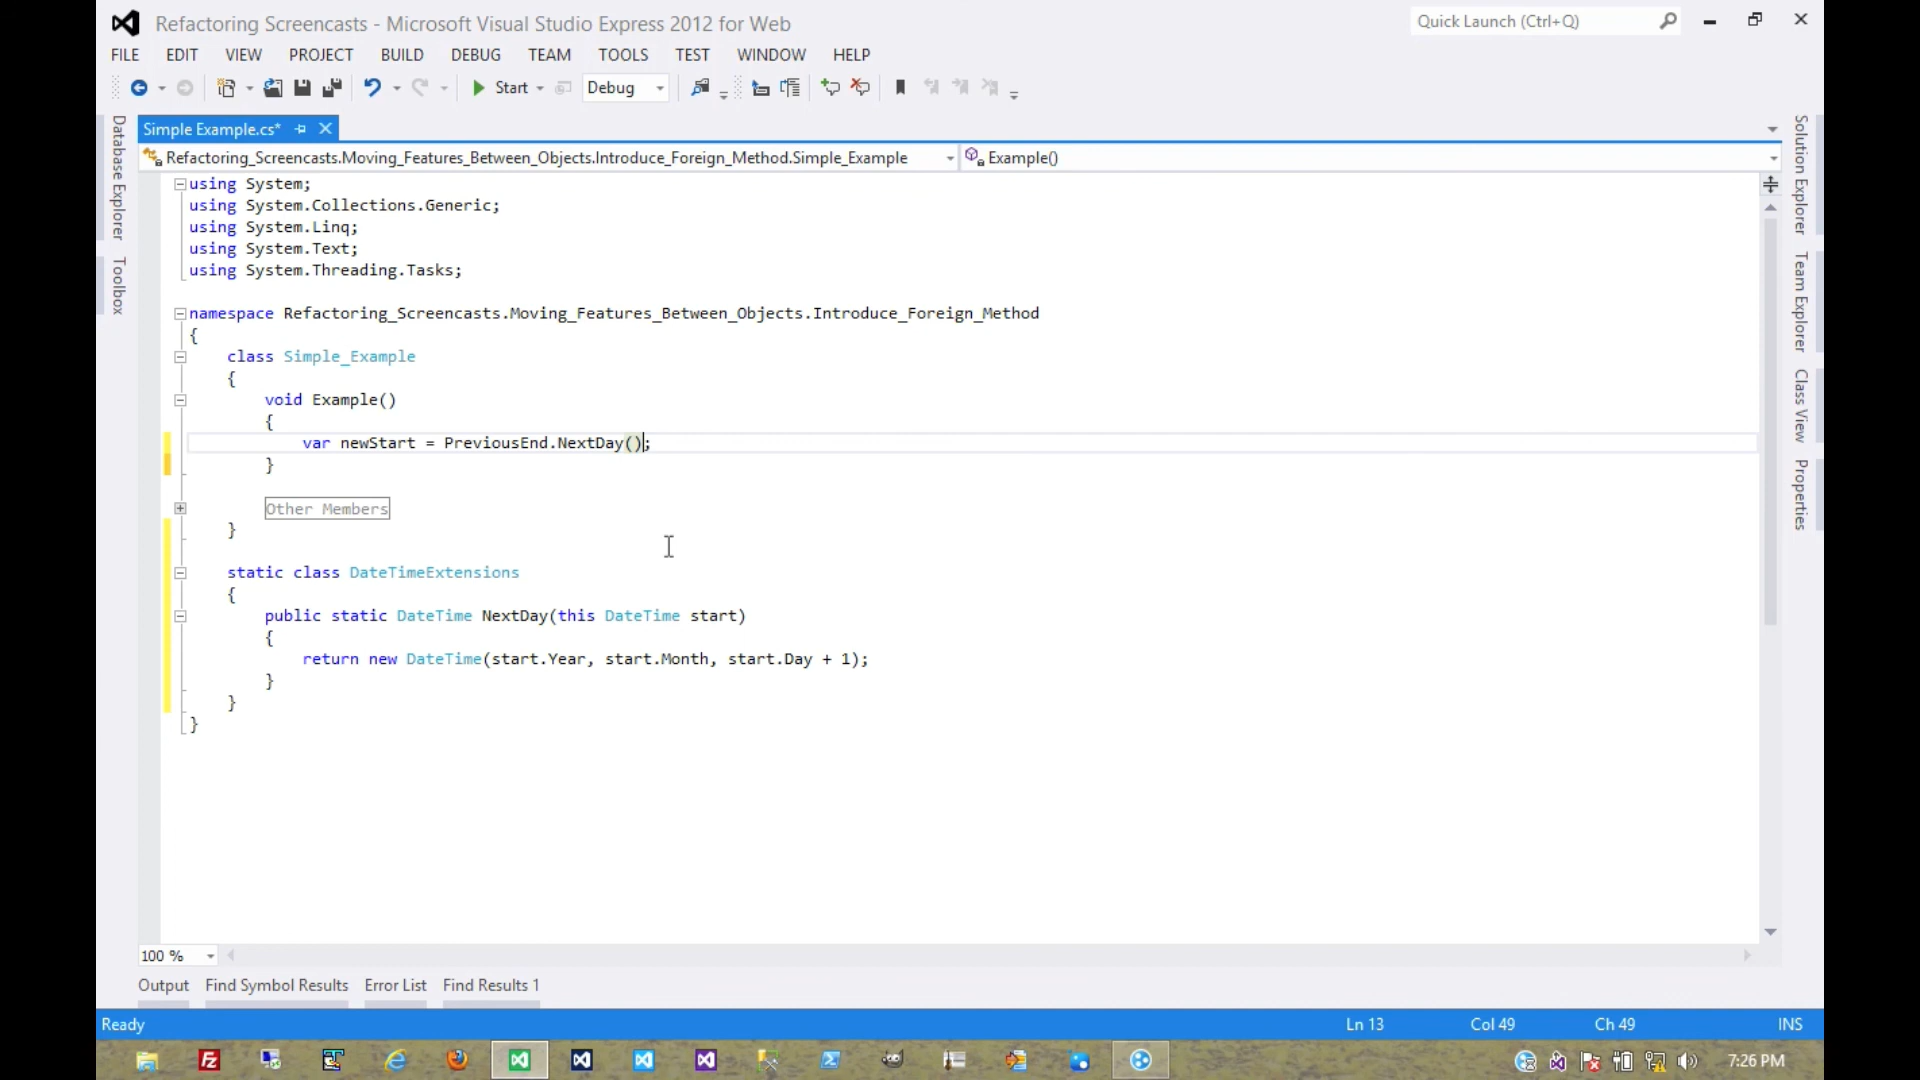 Refactoring Screencasts - Microsoft Visual Studio Express 2012 for Web
Quick Launch (Ctrl+Q)
FILE EDIT VIEW PROJECT BUILD DEBUG TEAM TOOLS TEST WINDOW HELP
Start Debug
Simple Example.cs*
Refactoring_Screencasts.Moving_Features_Between_Objects.Introduce_Foreign_Method.Simple_Example
Example()
Database Explorer
Toolbox
using System;
using System.Collections.Generic;
using System.Linq;
using System.Text;
using System.Threading.Tasks;
namespace Refactoring_Screencasts.Moving_Features_Between_Objects.Introduce_Foreign_Method
{
class Simple_Example
{
void Example()
{
var newStart = PreviousEnd.NextDay();
}
Other Members
}
static class DateTimeExtensions
{
public static DateTime NextDay(this DateTime start)
{
return new DateTime(start.Year, start.Month, start.Day + 1);
}
}
}
Solution Explorer
Team Explorer
Class View
Properties
100 %
Output Find Symbol Results Error List Find Results 1
Ready Ln 13 Col 49 Ch 49 INS
7:26 PM